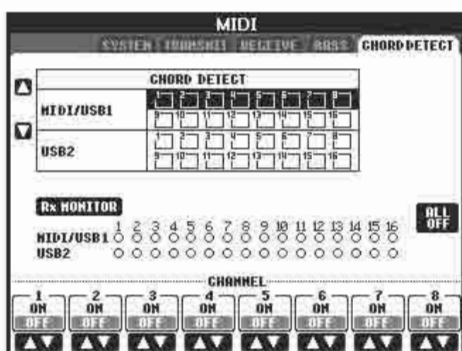 MIDI
SYSTEM TRANSMIT RECEIVE BASS CHORD DETECT
CHORD DETECT
MIDI/USB1
1 2 3 4 5 6 7 8
9 10 11 12 13 14 15 16
USB2
1 2 3 4 5 6 7 8
9 10 11 12 13 14 15 16
Rx MONITOR
ALL OFF
1 2 3 4 5 6 7 8 9 10 11 12 13 14 15 16
MIDI/USB1
USB2
CHANNEL
1 2 3 4 5 6 7 8
ON ON ON ON ON ON ON ON
OFF OFF OFF OFF OFF OFF OFF OFF